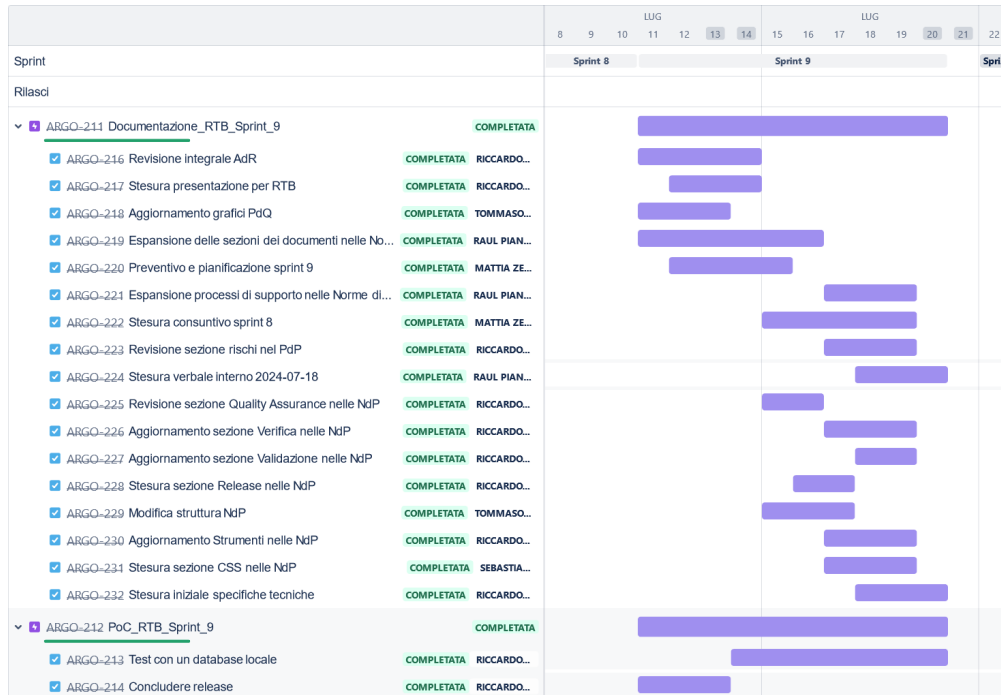 LUG LUG
8 9 10 11 12 13 14 15 16 17 18 19 20 21 22
Sprint Sprint 8 Sprint 9 Spri
Rilasci
ARGO-211 Documentazione_RTB_Sprint_9 COMPLETATA
ARGO-216 Revisione integrale AdR COMPLETATA RICCARDO...
ARGO-217 Stesura presentazione per RTB COMPLETATA RICCARDO...
ARGO-218 Aggiornamento grafici PdQ COMPLETATA TOMMASO...
ARGO-219 Espansione delle sezioni dei documenti nelle No... COMPLETATA RAUL PIAN...
ARGO-220 Preventivo e pianificazione sprint 9 COMPLETATA MATTIA ZE...
ARGO-221 Espansione processi di supporto nelle Norme di... COMPLETATA RAUL PIAN...
ARGO-222 Stesura consuntivo sprint 8 COMPLETATA MATTIA ZE...
ARGO-223 Revisione sezione rischi nel PdP COMPLETATA RICCARDO...
ARGO-224 Stesura verbale interno 2024-07-18 COMPLETATA RAUL PIAN...
ARGO-225 Revisione sezione Quality Assurance nelle NdP COMPLETATA RICCARDO...
ARGO-226 Aggiornamento sezione Verifica nelle NdP COMPLETATA RICCARDO...
ARGO-227 Aggiornamento sezione Validazione nelle NdP COMPLETATA RICCARDO...
ARGO-228 Stesura sezione Release nelle NdP COMPLETATA RICCARDO...
ARGO-229 Modifica struttura NdP COMPLETATA TOMMASO...
ARGO-230 Aggiornamento Strumenti nelle NdP COMPLETATA RICCARDO...
ARGO-231 Stesura sezione CSS nelle NdP COMPLETATA SEBASTIA...
ARGO-232 Stesura iniziale specifiche tecniche COMPLETATA RICCARDO...
ARGO-212 PoC_RTB_Sprint_9 COMPLETATA
ARGO-213 Test con un database locale COMPLETATA RICCARDO...
ARGO-214 Concludere release COMPLETATA RICCARDO...